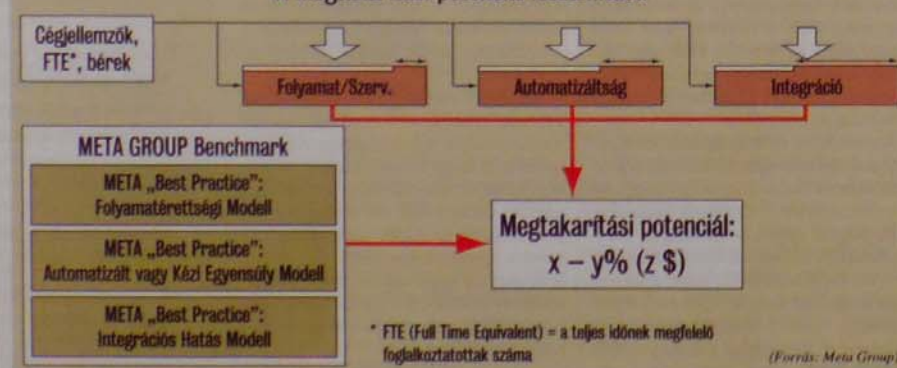 Cégjellemzők,
FTE*, bérek
Folyamat/Szerv.
Automatizáltság
Integráció
META GROUP Benchmark
META „Best Practice”:
Folyamatérettségi Modell
META „Best Practice”:
Automatizált vagy Kézi Egyensúly Modell
META „Best Practice”:
Integrációs Hatás Modell
Megtakarítási potenciál:
x – y% (z $)
* FTE (Full Time Equivalent) = a teljes időnek megfelelő
foglalkoztatottak száma
(Forrás: Meta Group)